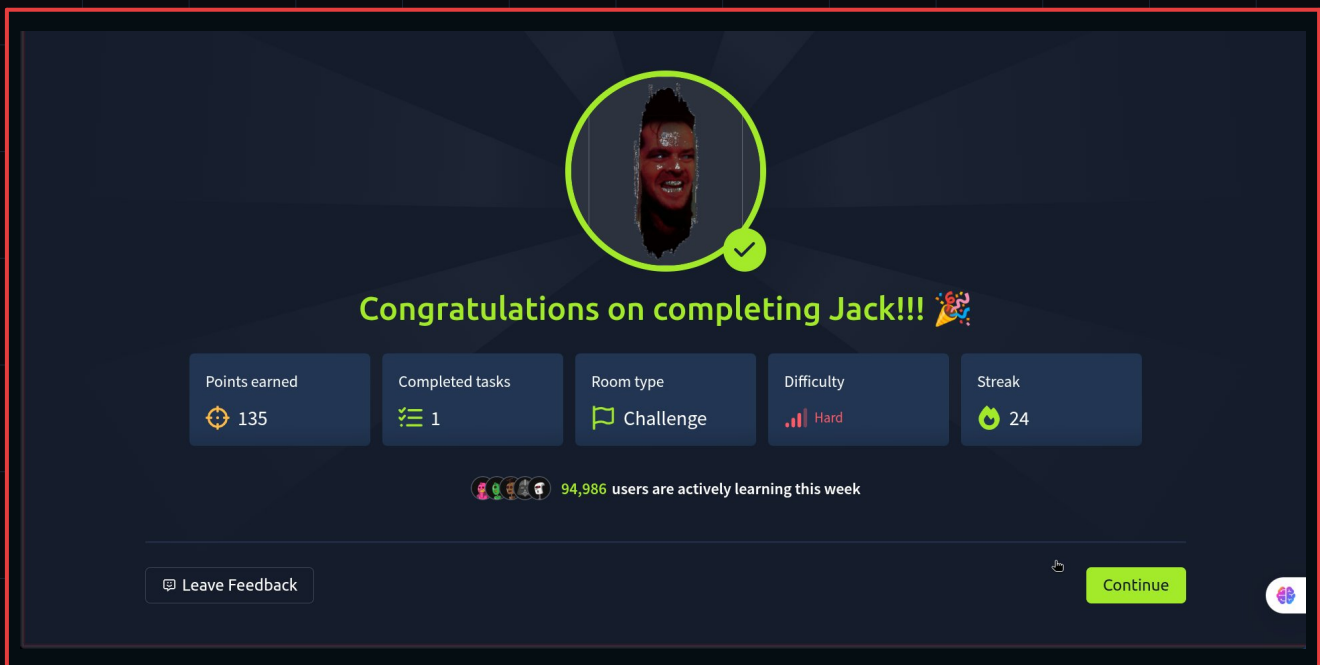 Congratulations on completing Jack!!! 🎉
Points earned
135
Completed tasks
1
Room type
Challenge
Difficulty
Hard
Streak
24
94,986 users are actively learning this week
Leave Feedback
Continue